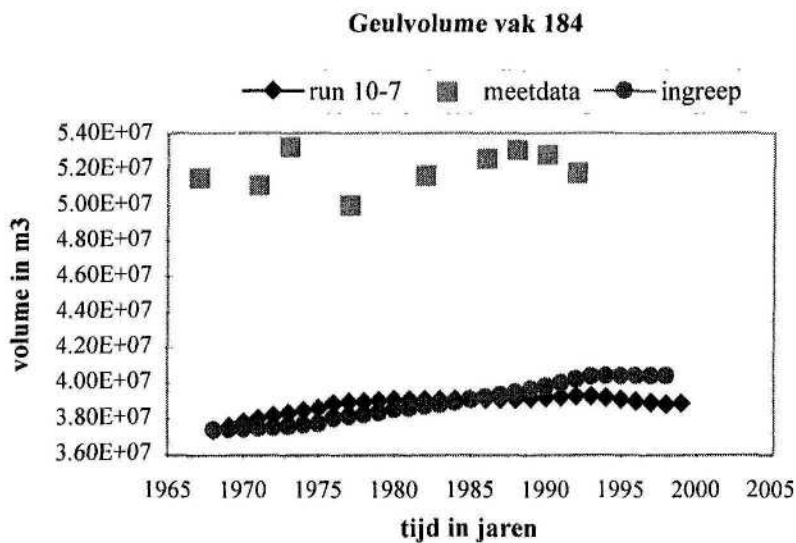 Geulvolume vak 184
run 10-7 meetdata ingreep
5.40E+07
5.20E+07
5.00E+07
4.80E+07
4.60E+07
4.40E+07
4.20E+07
4.00E+07
3.80E+07
3.60E+07
volume in m3
1965 1970 1975 1980 1985 1990 1995 2000 2005
tijd in jaren